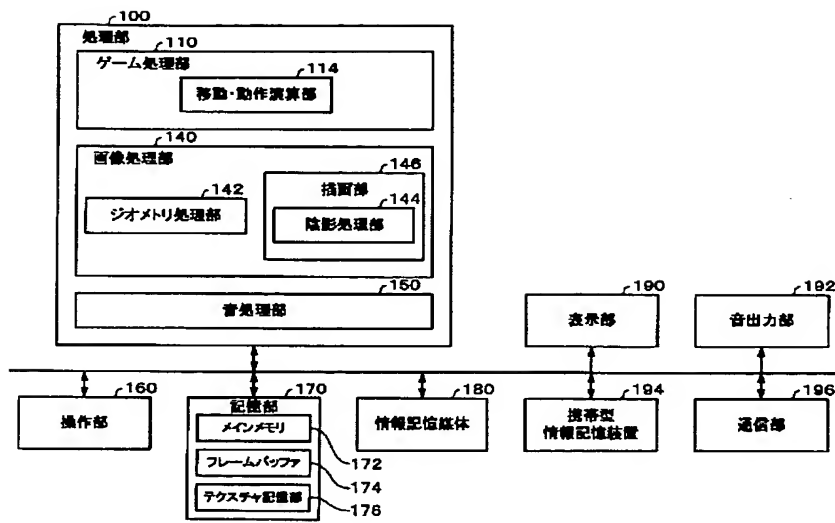 100
処理部
110
ゲーム処理部
114
移動・動作演算部
140
画像処理部
146
描画部
142
144
ジオメトリ処理部
陰影処理部
150
音処理部
190
表示部
192
音出力部
160
操作部
170
記憶部
メインメモリ
172
フレームバッファ
174
テクスチャ記憶部
176
180
情報記憶媒体
194
携帯型
情報記憶装置
196
通信部